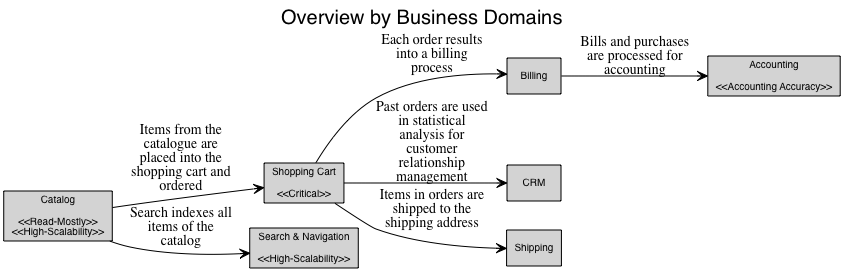 Overview by Business Domains
Each order results
into a billing
process
Bills and purchases
are processed for
accounting
Billing
Accounting
<<Accounting Accuracy>>
Past orders are used
in statistical
analysis for
customer
relationship
management
Items from the
catalogue are
placed into the
shopping cart and
ordered
Shopping Cart
<<Critical>>
CRM
Catalog
<<Read-Mostly>>
<<High-Scalability>>
Items in orders are
shipped to the
shipping address
Search indexes all
items of the
catalog
Search & Navigation
<<High-Scalability>>
Shipping